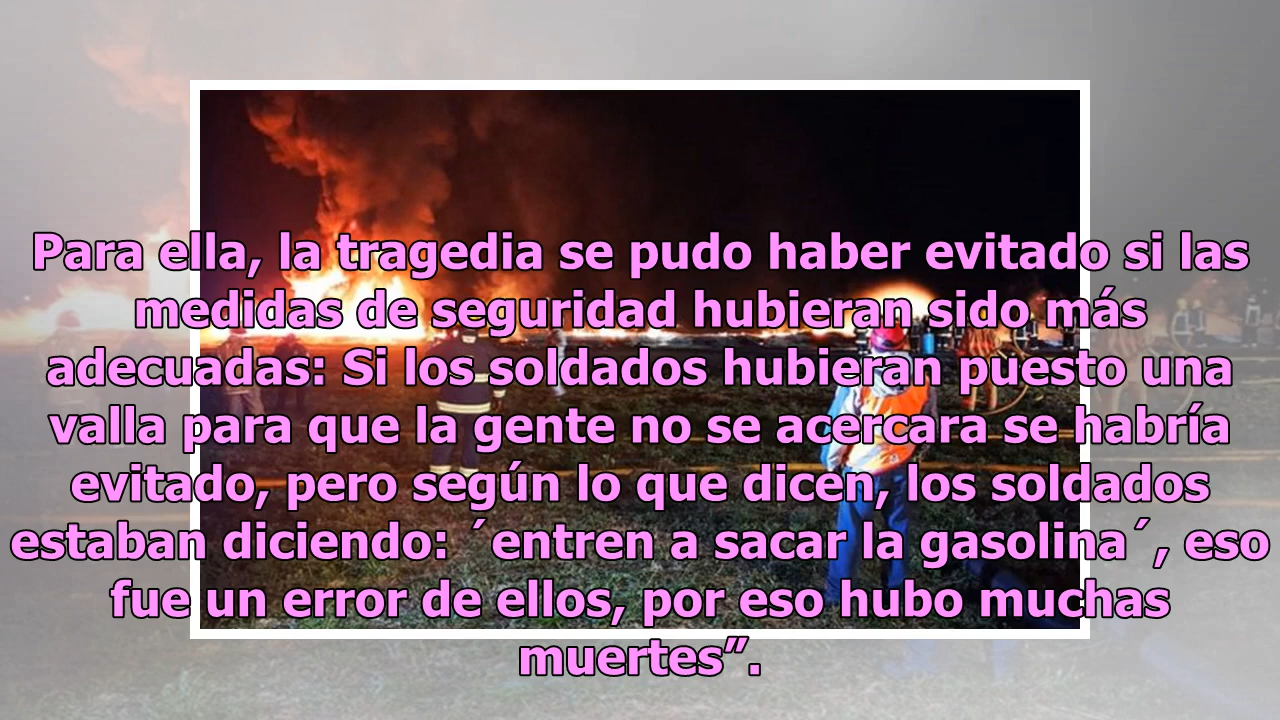 Para ella, la tragedia se pudo haber evitado si las
medidas de seguridad hubieran sido más
adecuadas: Si los soldados hubieran puesto una
valla para que la gente no se acercara se habría
evitado, pero según lo que dicen, los soldados
estaban diciendo: ´entren a sacar la gasolina´, eso
fue un error de ellos, por eso hubo muchas
muertes”.